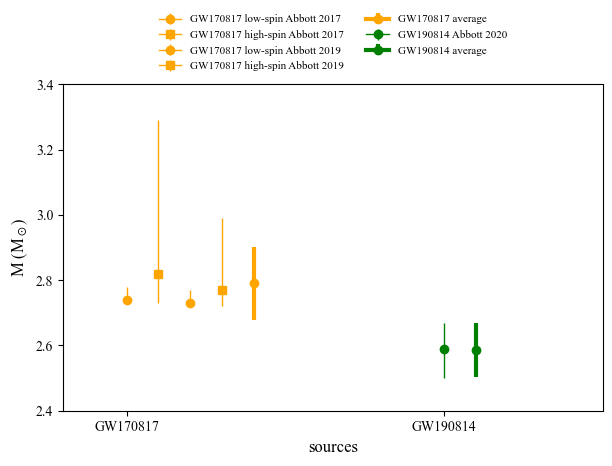 GW170817 low-spin Abbott 2017
GW170817 high-spin Abbott 2017
GW170817 low-spin Abbott 2019
GW170817 high-spin Abbott 2019
GW170817 average
GW190814 Abbott 2020
GW190814 average
3.4
3.2
3.0
2.8
2.6
2.4
M (M⊙)
GW170817
GW190814
sources